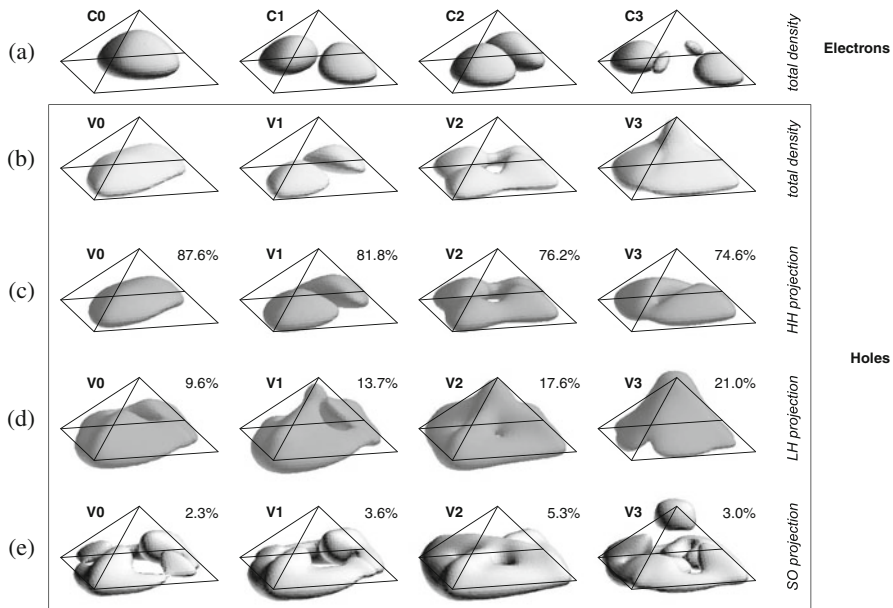 C0 C1 C2 C3
(a) total density Electrons
V0 V1 V2 V3
(b) total density
V0 87.6% V1 81.8% V2 76.2% V3 74.6%
(c) HH projection
Holes
V0 9.6% V1 13.7% V2 17.6% V3 21.0%
(d) LH projection
V0 2.3% V1 3.6% V2 5.3% V3 3.0%
(e) SO projection